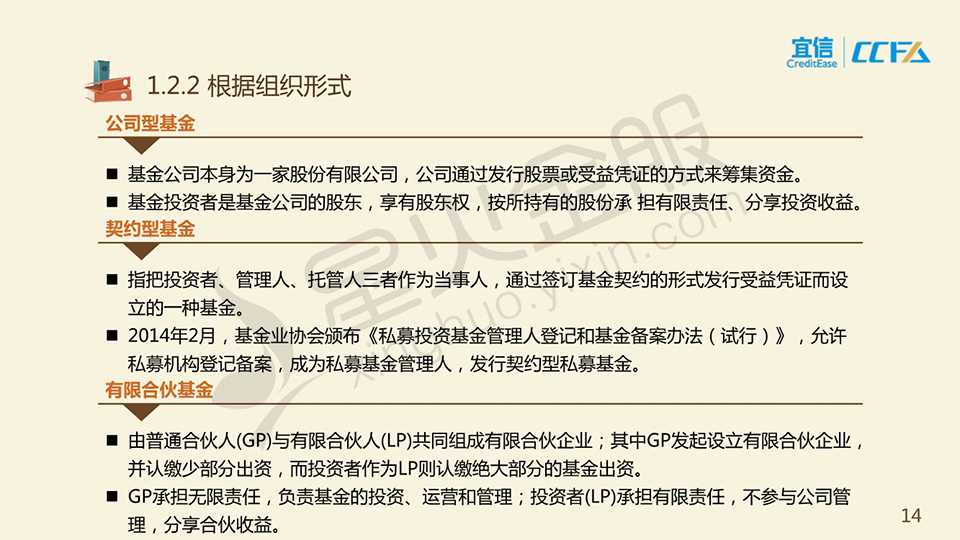 宜信
CreditEase
CCFA
1.2.2 根据组织形式
公司型基金
■ 基金公司本身为一家股份有限公司，公司通过发行股票或受益凭证的方式来筹集资金。
■ 基金投资者是基金公司的股东，享有股东权，按所持有的股份承 担有限责任、分享投资收益。
契约型基金
■ 指把投资者、管理人、托管人三者作为当事人，通过签订基金契约的形式发行受益凭证而设
立的一种基金。
■ 2014年2月，基金业协会颁布《私募投资基金管理人登记和基金备案办法（试行）》，允许
私募机构登记备案，成为私募基金管理人，发行契约型私募基金。
有限合伙基金
■ 由普通合伙人(GP)与有限合伙人(LP)共同组成有限合伙企业；其中GP发起设立有限合伙企业，
并认缴少部分出资，而投资者作为LP则认缴绝大部分的基金出资。
■ GP承担无限责任，负责基金的投资、运营和管理；投资者(LP)承担有限责任，不参与公司管
理，分享合伙收益。
14
星火金服
xinghuo.yixin.com